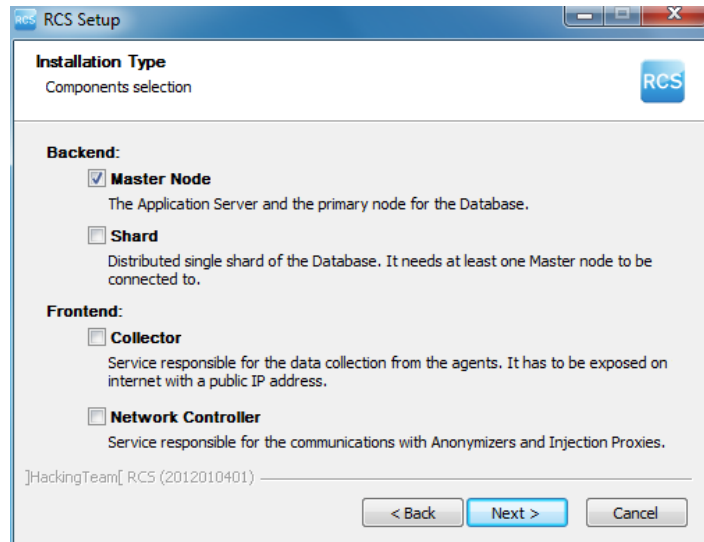 RCS RCS Setup
Installation Type
Components selection
RCS
Backend:
Master Node
The Application Server and the primary node for the Database.
Shard
Distributed single shard of the Database. It needs at least one Master node to be
connected to.
Frontend:
Collector
Service responsible for the data collection from the agents. It has to be exposed on
internet with a public IP address.
Network Controller
Service responsible for the communications with Anonymizers and Injection Proxies.
]HackingTeam[ RCS (2012010401)
< Back Next > Cancel